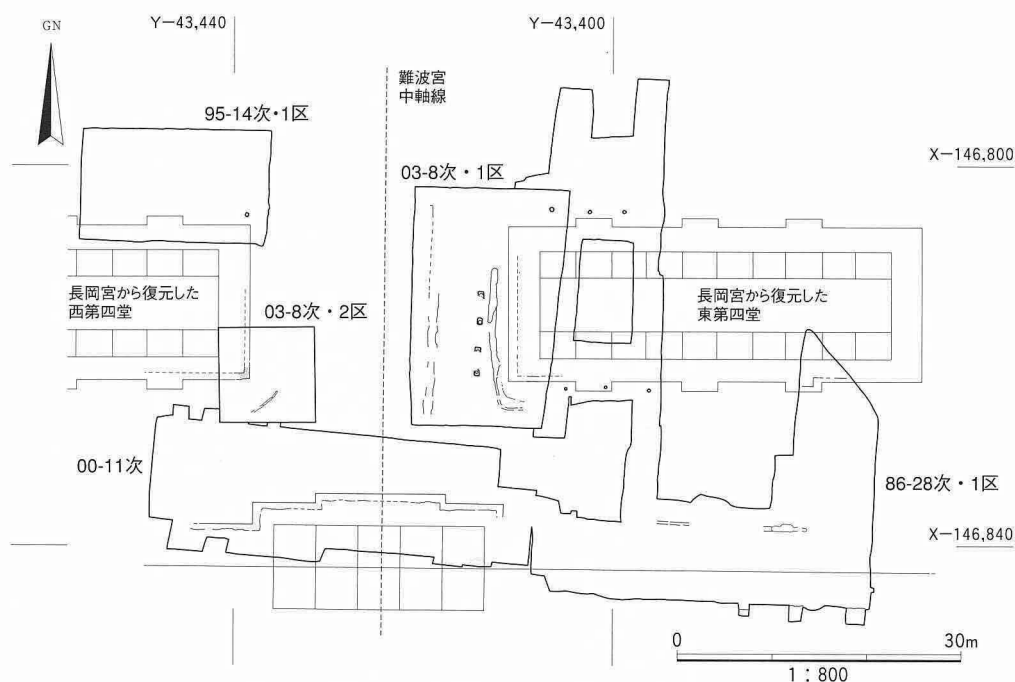 GN
Y−43,440
Y−43,400
難波宮
中軸線
95-14次・1区
03-8次・1区
X−146,800
長岡宮から復元した
西第四堂
03-8次・2区
長岡宮から復元した
東第四堂
00-11次
86-28次・1区
X−146,840
0
30m
1：800